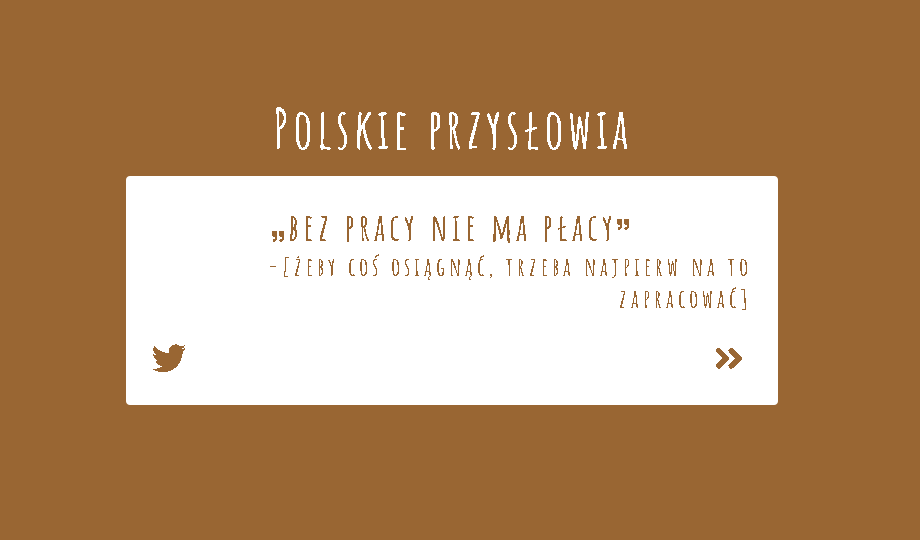 Polskie przysłowia
„Bez pracy nie ma płacy”
-[Żeby coś osiągnąć, trzeba najpierw na to
zapracować]